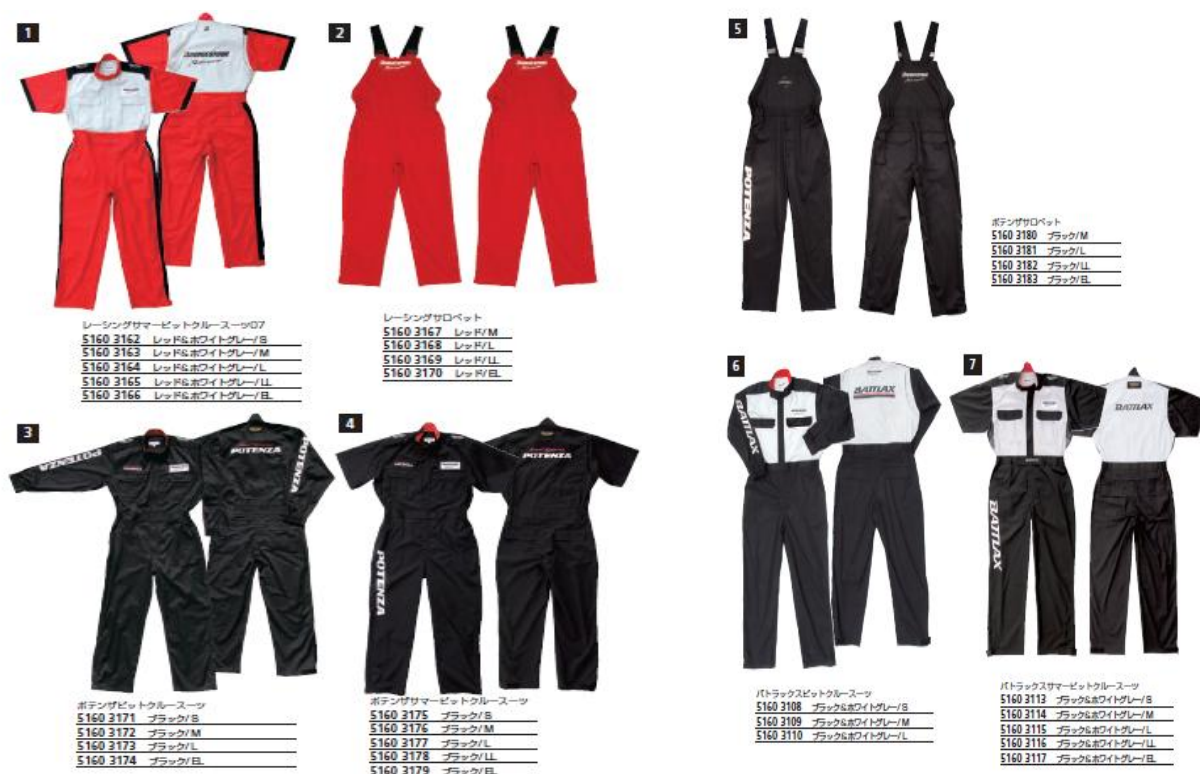 1
レーシングサマーピットクルースーツ07
5160 3162 レッド&ホワイトグレー/S
5160 3163 レッド&ホワイトグレー/M
5160 3164 レッド&ホワイトグレー/L
5160 3165 レッド&ホワイトグレー/LL
5160 3166 レッド&ホワイトグレー/EL
2
レーシングサロペット
5160 3167 レッド/M
5160 3168 レッド/L
5160 3169 レッド/LL
5160 3170 レッド/EL
3
POTENZA
POTENZA
POTENZA
ポテンザピットクルースーツ
5160 3171 ブラック/S
5160 3172 ブラック/M
5160 3173 ブラック/L
5160 3174 ブラック/EL
4
POTENZA
POTENZA
ポテンザサマーピットクルースーツ
5160 3175 ブラック/S
5160 3176 ブラック/M
5160 3177 ブラック/L
5160 3178 ブラック/LL
5160 3179 ブラック/EL
5
POTENZA
ポテンザサロペット
5160 3180 ブラック/M
5160 3181 ブラック/L
5160 3182 ブラック/LL
5160 3183 ブラック/EL
6
BATTLAX
BATTLAX
バトラックスピットクルースーツ
5160 3108 ブラック&ホワイトグレー/S
5160 3109 ブラック&ホワイトグレー/M
5160 3110 ブラック&ホワイトグレー/L
7
BATTLAX
BATTLAX
バトラックスサマーピットクルースーツ
5160 3113 ブラック&ホワイトグレー/S
5160 3114 ブラック&ホワイトグレー/M
5160 3115 ブラック&ホワイトグレー/L
5160 3116 ブラック&ホワイトグレー/LL
5160 3117 ブラック&ホワイトグレー/EL